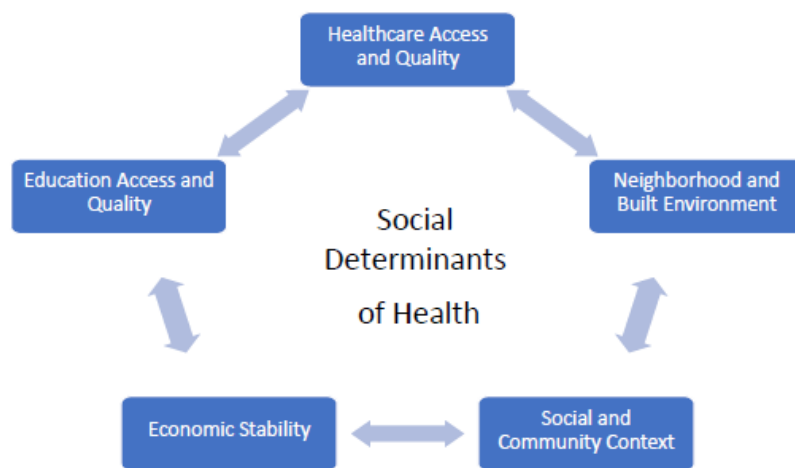 Healthcare Access
and Quality
Education Access and
Quality
Neighborhood and
Built Environment
Social
Determinants
of Health
Economic Stability
Social and
Community Context